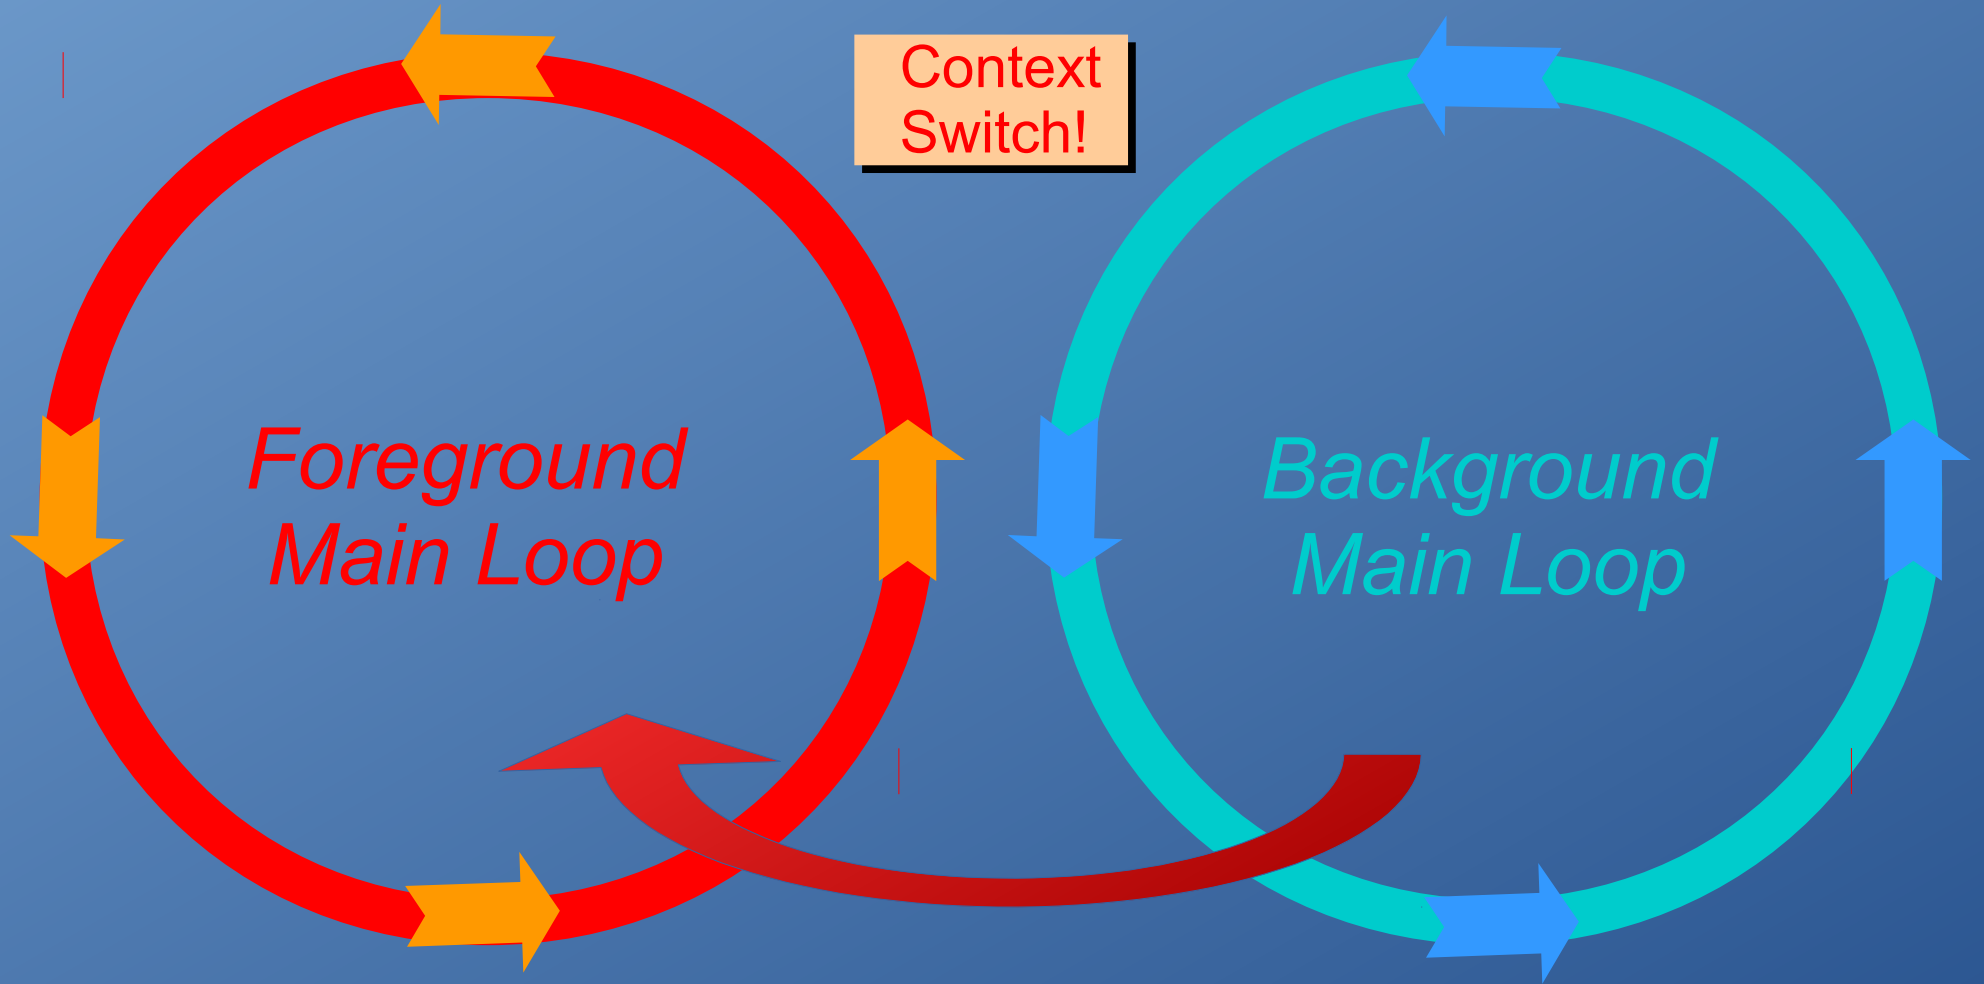 Context
Switch!
Foreground
Main Loop
Background
Main Loop